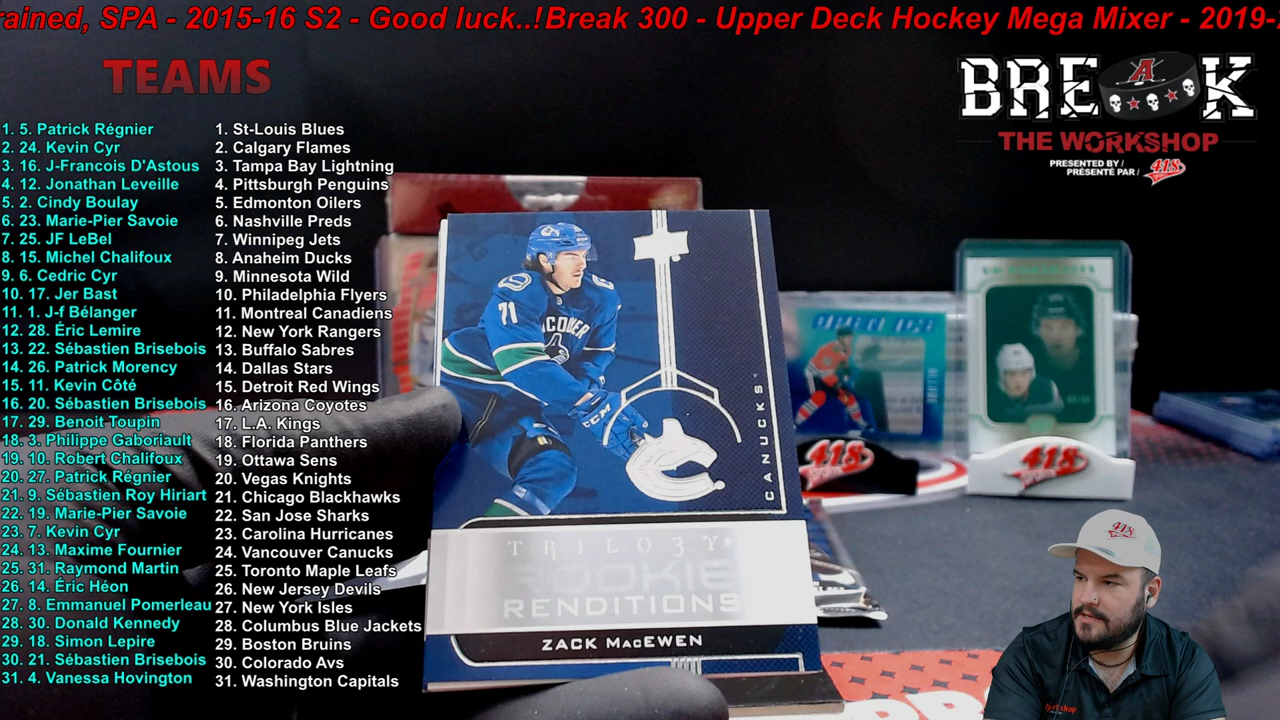 rained, SPA - 2015-16 S2 - Good luck..! Break 300 - Upper Deck Hockey Mega Mixer - 2019-
TEAMS
1. 5. Patrick Régnier
2. 24. Kevin Cyr
3. 16. J-Francois D'Astous
4. 12. Jonathan Leveille
5. 2. Cindy Boulay
6. 23. Marie-Pier Savoie
7. 25. JF LeBel
8. 15. Michel Chalifoux
9. 6. Cedric Cyr
10. 17. Jer Bast
11. 1. J-f Bélanger
12. 28. Éric Lemire
13. 22. Sébastien Brisebois
14. 26. Patrick Morency
15. 11. Kevin Côté
16. 20. Sébastien Brisebois
17. 29. Benoit Toupin
18. 3. Philippe Gaboriault
19. 10. Robert Chalifoux
20. 27. Patrick Régnier
21. 9. Sébastien Roy Hiriart
22. 19. Marie-Pier Savoie
23. 7. Kevin Cyr
24. 13. Maxime Fournier
25. 31. Raymond Martin
26. 14. Éric Héon
27. 8. Emmanuel Pomerleau
28. 30. Donald Kennedy
29. 18. Simon Lepire
30. 21. Sébastien Brisebois
31. 4. Vanessa Hovington
1. St-Louis Blues
2. Calgary Flames
3. Tampa Bay Lightning
4. Pittsburgh Penguins
5. Edmonton Oilers
6. Nashville Preds
7. Winnipeg Jets
8. Anaheim Ducks
9. Minnesota Wild
10. Philadelphia Flyers
11. Montreal Canadiens
12. New York Rangers
13. Buffalo Sabres
14. Dallas Stars
15. Detroit Red Wings
16. Arizona Coyotes
17. L.A. Kings
18. Florida Panthers
19. Ottawa Sens
20. Vegas Knights
21. Chicago Blackhawks
22. San Jose Sharks
23. Carolina Hurricanes
24. Vancouver Canucks
25. Toronto Maple Leafs
26. New Jersey Devils
27. New York Isles
28. Columbus Blue Jackets
29. Boston Bruins
30. Colorado Avs
31. Washington Capitals
BREAK
THE WORKSHOP
PRESENTED BY /
PRÉSENTÉ PAR /
418
71
VANCOUVER
CCM
CANUCKS
TRILOGY
ROOKIE
RENDITIONS
ZACK MacEWEN
OPEN ICE
418
418
418